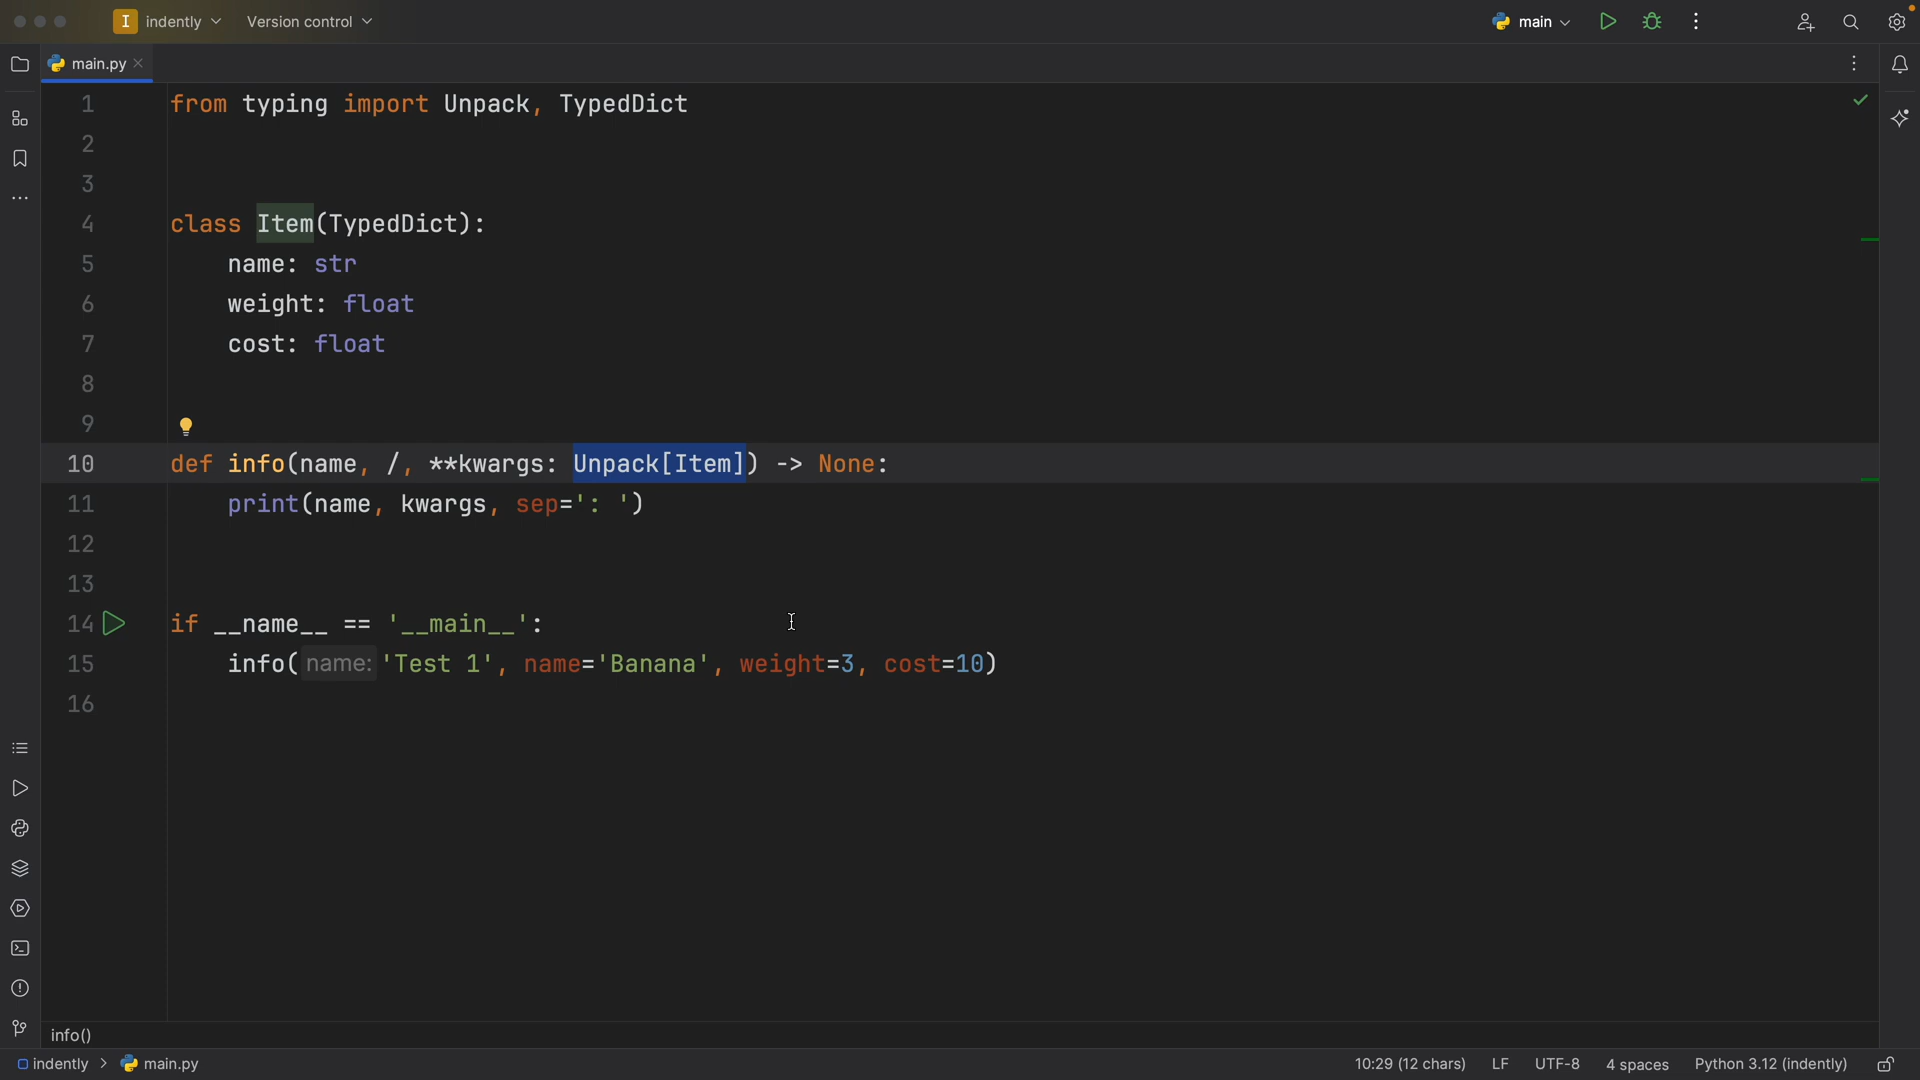 I indently Version control main
main.py
1 from typing import Unpack, TypedDict
2
3
4 class Item(TypedDict):
5 name: str
6 weight: float
7 cost: float
8
9
10 def info(name, /, **kwargs: Unpack[Item]) -> None:
11 print(name, kwargs, sep=': ')
12
13
14 if __name__ == '__main__':
15 info( name: 'Test 1', name='Banana', weight=3, cost=10)
16
info()
indently > main.py 10:29 (12 chars) LF UTF-8 4 spaces Python 3.12 (indently)